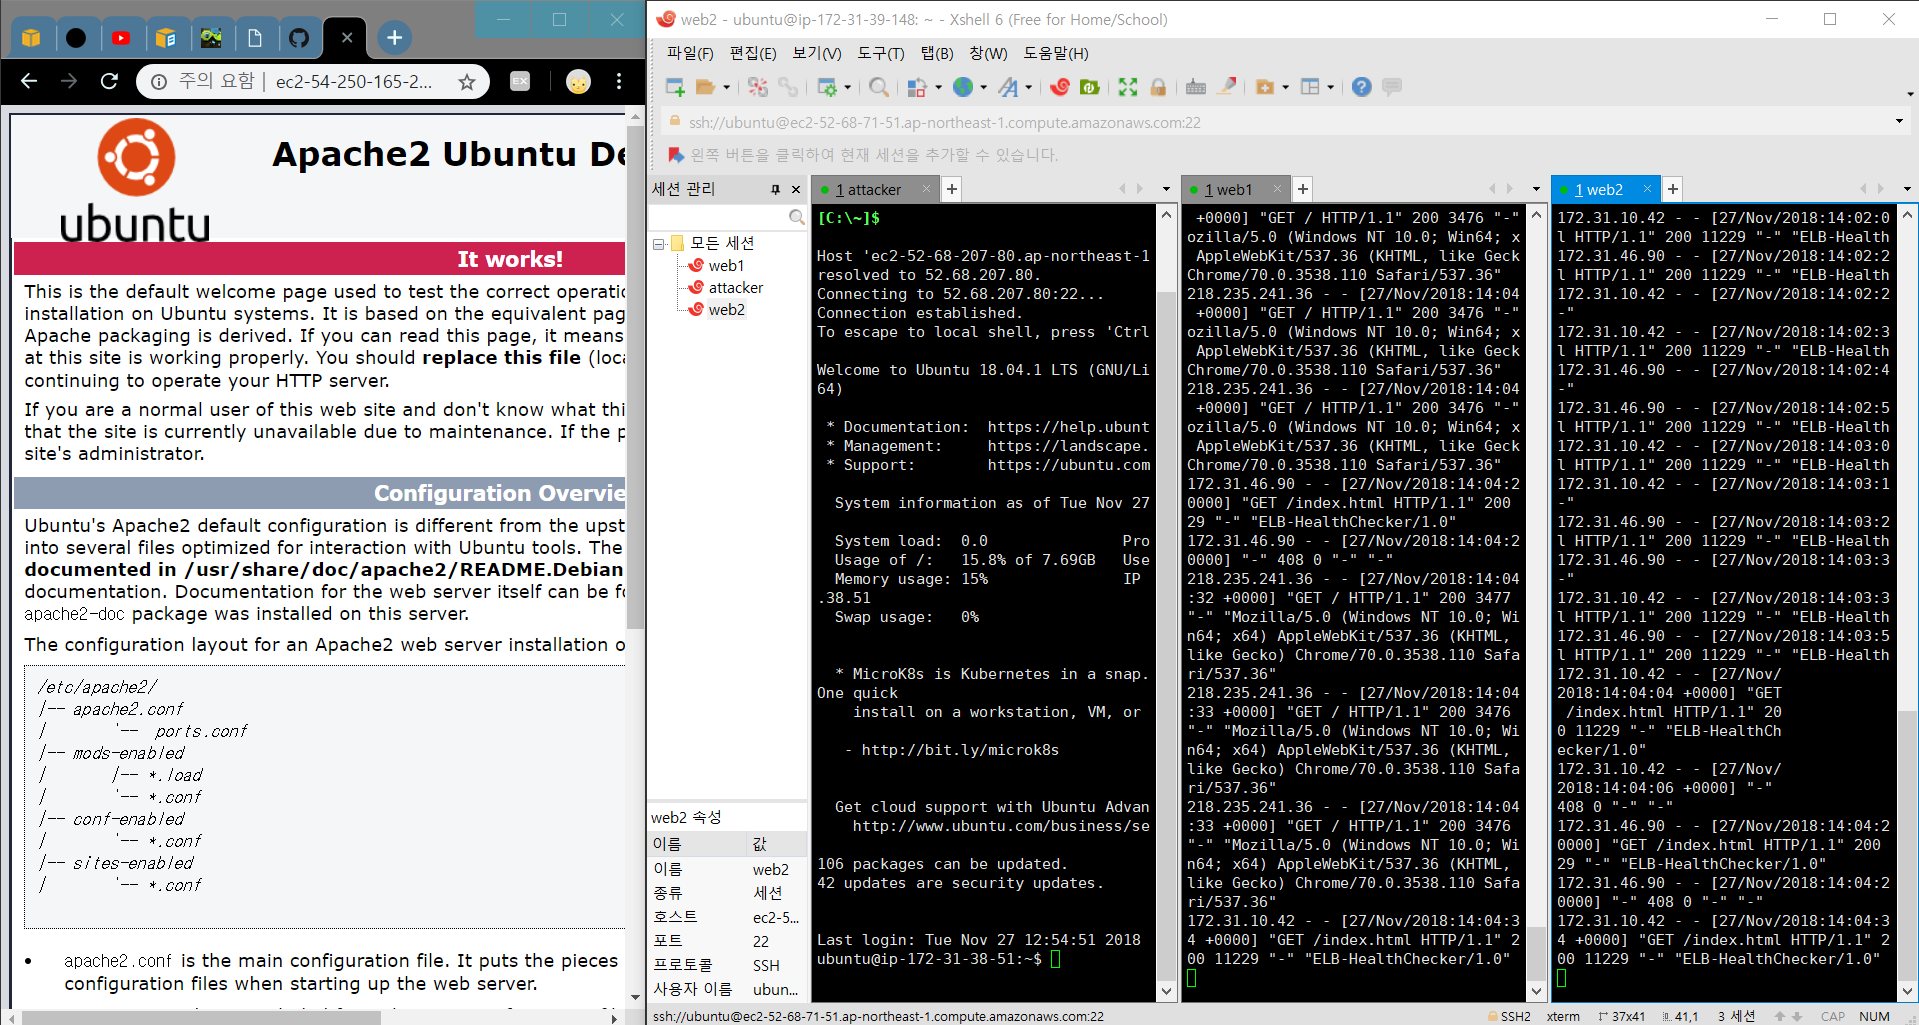 주의 요함
ec2-54-250-165-2...
EX
ubuntu
Apache2 Ubuntu De
It works!
This is the default welcome page used to test the correct operatio
installation on Ubuntu systems. It is based on the equivalent pag
Apache packaging is derived. If you can read this page, it means
at this site is working properly. You should replace this file (loca
continuing to operate your HTTP server.
If you are a normal user of this web site and don't know what thi
that the site is currently unavailable due to maintenance. If the p
site's administrator.
Configuration Overvie
Ubuntu's Apache2 default configuration is different from the upst
into several files optimized for interaction with Ubuntu tools. The
documented in /usr/share/doc/apache2/README.Debian
documentation. Documentation for the web server itself can be fo
apache2-doc package was installed on this server.
The configuration layout for an Apache2 web server installation o
/etc/apache2/
|-- apache2.conf
|       `--  ports.conf
|-- mods-enabled
|       |-- *.load
|       `-- *.conf
|-- conf-enabled
|       `-- *.conf
|-- sites-enabled
|       `-- *.conf
• apache2.conf is the main configuration file. It puts the pieces
configuration files when starting up the web server.
web2 - ubuntu@ip-172-31-39-148: ~ - Xshell 6 (Free for Home/School)
파일(F) 편집(E) 보기(V) 도구(T) 탭(B) 창(W) 도움말(H)
ssh://ubuntu@ec2-52-68-71-51.ap-northeast-1.compute.amazonaws.com:22
왼쪽 버튼을 클릭하여 현재 세션을 추가할 수 있습니다.
세션 관리
모든 세션
web1
attacker
web2
web2 속성
이름 값
이름 web2
종류 세션
호스트 ec2-5...
포트 22
프로토콜 SSH
사용자 이름 ubun...
1 attacker
[C:\~]$
Host 'ec2-52-68-207-80.ap-northeast-1
resolved to 52.68.207.80.
Connecting to 52.68.207.80:22...
Connection established.
To escape to local shell, press 'Ctrl
Welcome to Ubuntu 18.04.1 LTS (GNU/Li
64)
* Documentation:  https://help.ubunt
* Management:     https://landscape.
* Support:        https://ubuntu.com
System information as of Tue Nov 27
System load:  0.0               Pro
Usage of /:   15.8% of 7.69GB   Use
Memory usage: 15%               IP
.38.51
Swap usage:   0%
* MicroK8s is Kubernetes in a snap.
One quick
install on a workstation, VM, or
- http://bit.ly/microk8s
Get cloud support with Ubuntu Advan
http://www.ubuntu.com/business/se
106 packages can be updated.
42 updates are security updates.
Last login: Tue Nov 27 12:54:51 2018
ubuntu@ip-172-31-38-51:~$
1 web1
+0000] "GET / HTTP/1.1" 200 3476 "-"
ozilla/5.0 (Windows NT 10.0; Win64; x
AppleWebKit/537.36 (KHTML, like Geck
Chrome/70.0.3538.110 Safari/537.36"
218.235.241.36 - - [27/Nov/2018:14:04
+0000] "GET / HTTP/1.1" 200 3476 "-"
ozilla/5.0 (Windows NT 10.0; Win64; x
AppleWebKit/537.36 (KHTML, like Geck
Chrome/70.0.3538.110 Safari/537.36"
218.235.241.36 - - [27/Nov/2018:14:04
+0000] "GET / HTTP/1.1" 200 3476 "-"
ozilla/5.0 (Windows NT 10.0; Win64; x
AppleWebKit/537.36 (KHTML, like Geck
Chrome/70.0.3538.110 Safari/537.36"
172.31.46.90 - - [27/Nov/2018:14:04:2
0000] "GET /index.html HTTP/1.1" 200
29 "-" "ELB-HealthChecker/1.0"
172.31.46.90 - - [27/Nov/2018:14:04:2
0000] "-" 408 0 "-" "-"
218.235.241.36 - - [27/Nov/2018:14:04
:32 +0000] "GET / HTTP/1.1" 200 3477
"-" "Mozilla/5.0 (Windows NT 10.0; Wi
n64; x64) AppleWebKit/537.36 (KHTML,
like Gecko) Chrome/70.0.3538.110 Safa
ri/537.36"
218.235.241.36 - - [27/Nov/2018:14:04
:33 +0000] "GET / HTTP/1.1" 200 3476
"-" "Mozilla/5.0 (Windows NT 10.0; Wi
n64; x64) AppleWebKit/537.36 (KHTML,
like Gecko) Chrome/70.0.3538.110 Safa
ri/537.36"
218.235.241.36 - - [27/Nov/2018:14:04
:33 +0000] "GET / HTTP/1.1" 200 3476
"-" "Mozilla/5.0 (Windows NT 10.0; Wi
n64; x64) AppleWebKit/537.36 (KHTML,
like Gecko) Chrome/70.0.3538.110 Safa
ri/537.36"
172.31.10.42 - - [27/Nov/2018:14:04:3
4 +0000] "GET /index.html HTTP/1.1" 2
00 11229 "-" "ELB-HealthChecker/1.0"
1 web2
172.31.10.42 - - [27/Nov/2018:14:02:0
l HTTP/1.1" 200 11229 "-" "ELB-Health
172.31.46.90 - - [27/Nov/2018:14:02:2
l HTTP/1.1" 200 11229 "-" "ELB-Health
172.31.10.42 - - [27/Nov/2018:14:02:2
-"
172.31.10.42 - - [27/Nov/2018:14:02:3
l HTTP/1.1" 200 11229 "-" "ELB-Health
172.31.46.90 - - [27/Nov/2018:14:02:4
-"
172.31.46.90 - - [27/Nov/2018:14:02:5
l HTTP/1.1" 200 11229 "-" "ELB-Health
172.31.10.42 - - [27/Nov/2018:14:03:0
l HTTP/1.1" 200 11229 "-" "ELB-Health
172.31.10.42 - - [27/Nov/2018:14:03:1
-"
172.31.46.90 - - [27/Nov/2018:14:03:2
l HTTP/1.1" 200 11229 "-" "ELB-Health
172.31.46.90 - - [27/Nov/2018:14:03:3
-"
172.31.10.42 - - [27/Nov/2018:14:03:3
l HTTP/1.1" 200 11229 "-" "ELB-Health
172.31.46.90 - - [27/Nov/2018:14:03:5
l HTTP/1.1" 200 11229 "-" "ELB-Health
172.31.10.42 - - [27/Nov/
2018:14:04:04 +0000] "GET
/index.html HTTP/1.1" 20
0 11229 "-" "ELB-HealthCh
ecker/1.0"
172.31.10.42 - - [27/Nov/
2018:14:04:06 +0000] "-"
408 0 "-" "-"
172.31.46.90 - - [27/Nov/2018:14:04:2
0000] "GET /index.html HTTP/1.1" 200
29 "-" "ELB-HealthChecker/1.0"
172.31.46.90 - - [27/Nov/2018:14:04:2
0000] "-" 408 0 "-" "-"
172.31.10.42 - - [27/Nov/2018:14:04:3
4 +0000] "GET /index.html HTTP/1.1" 2
00 11229 "-" "ELB-HealthChecker/1.0"
ssh://ubuntu@ec2-52-68-71-51.ap-northeast-1.compute.amazonaws.com:22
SSH2 xterm 37x41 41,1 3 세션 CAP NUM